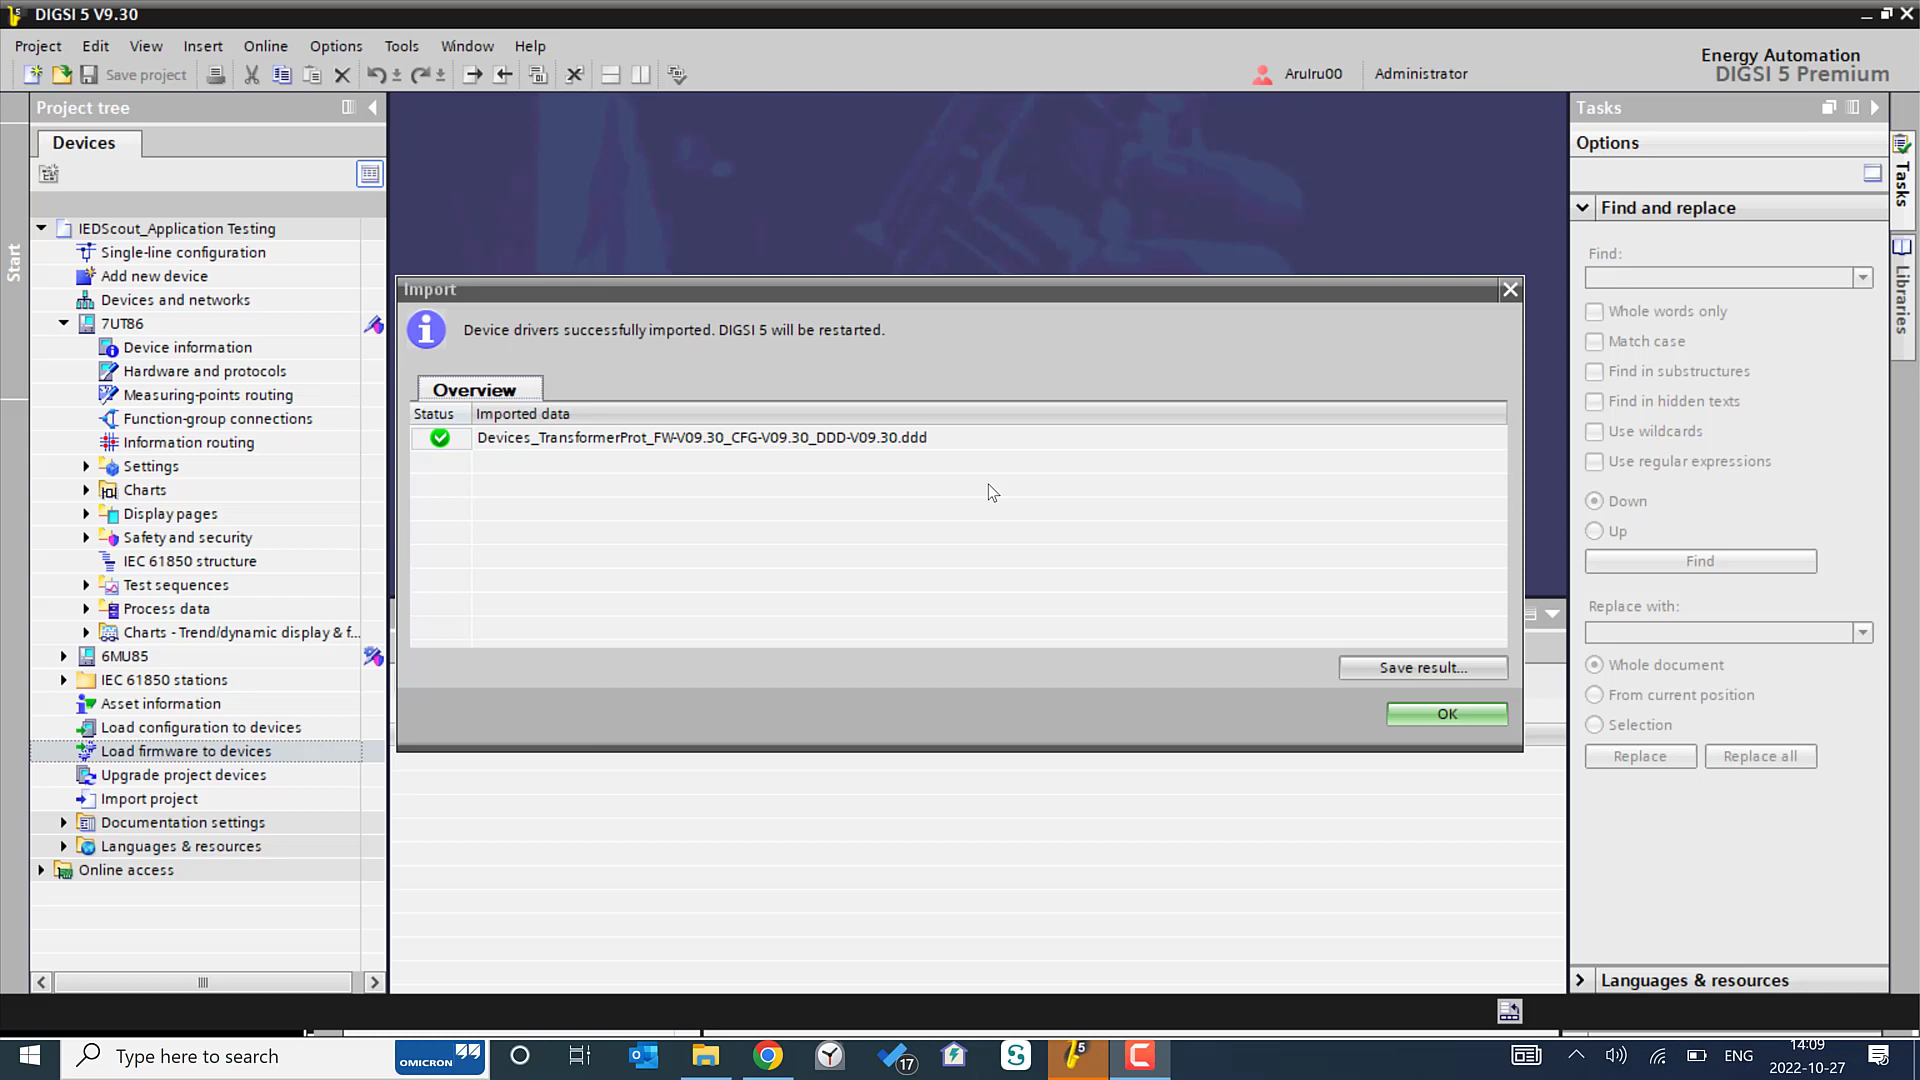 DIGSI 5 V9.30
Project Edit View Insert Online Options Tools Window Help
Save project
AruIru00 Administrator
Energy Automation
DIGSI 5 Premium
Project tree
Devices
Start
IEDScout_Application Testing
Single-line configuration
Add new device
Devices and networks
7UT86
Device information
Hardware and protocols
Measuring-points routing
Function-group connections
Information routing
Settings
Charts
Display pages
Safety and security
IEC 61850 structure
Test sequences
Process data
Charts - Trend/dynamic display & f...
6MU85
IEC 61850 stations
Asset information
Load configuration to devices
Load firmware to devices
Upgrade project devices
Import project
Documentation settings
Languages & resources
Online access
Import
Device drivers successfully imported. DIGSI 5 will be restarted.
Overview
Status Imported data
Devices_TransformerProt_FW-V09.30_CFG-V09.30_DDD-V09.30.ddd
Save result...
OK
Tasks
Options
Find and replace
Find:
Whole words only
Match case
Find in substructures
Find in hidden texts
Use wildcards
Use regular expressions
Down
Up
Find
Replace with:
Whole document
From current position
Selection
Replace Replace all
Languages & resources
Tasks
Libraries
Type here to search
OMICRON
17
5
ENG
14:09
2022-10-27